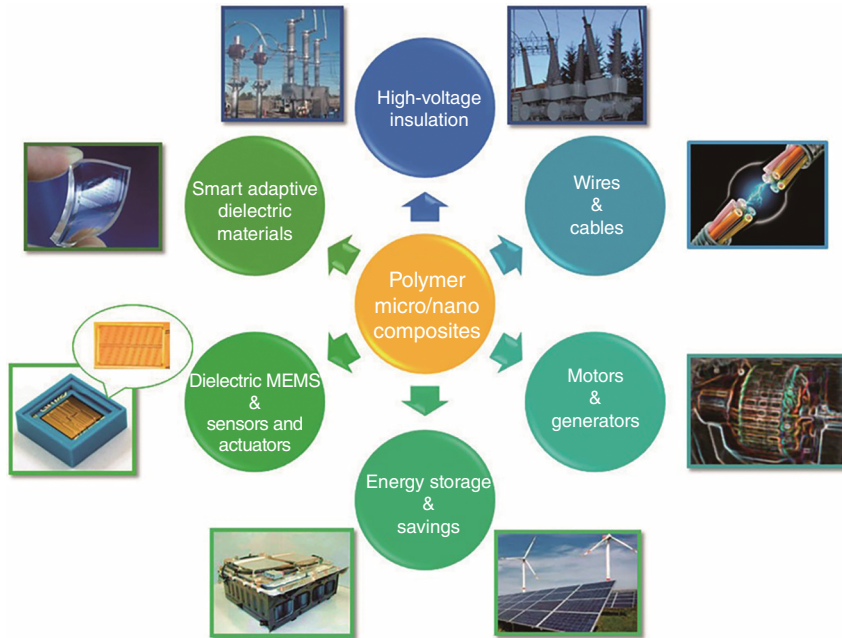 High-voltage
insulation
Smart adaptive
dielectric
materials
Wires
&
cables
Polymer
micro/nano
composites
Dielectric MEMS
&
sensors and
actuators
Motors
&
generators
Energy storage
&
savings